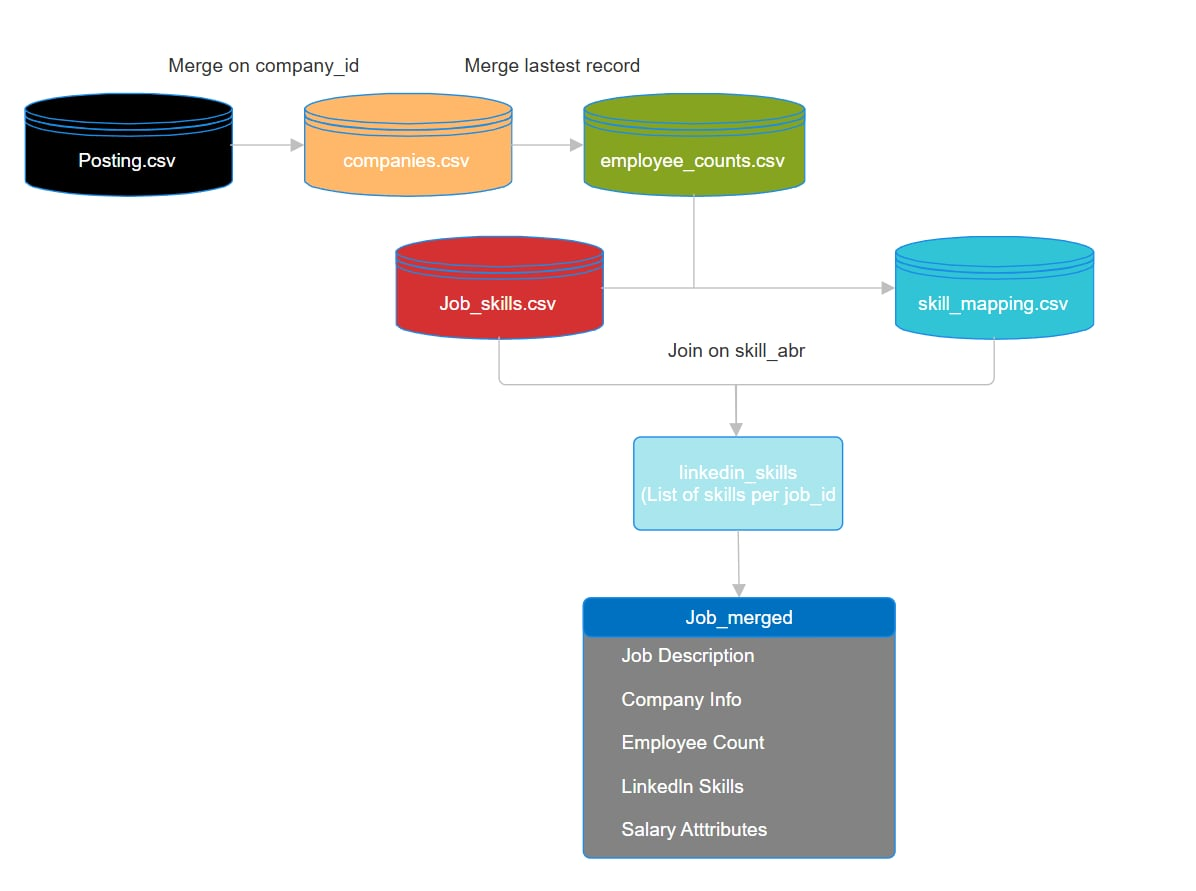 Merge on company_id
Merge lastest record
Posting.csv
companies.csv
employee_counts.csv
Job_skills.csv
skill_mapping.csv
Join on skill_abr
linkedin_skills
(List of skills per job_id
Job_merged
Job Description
Company Info
Employee Count
LinkedIn Skills
Salary Atttributes